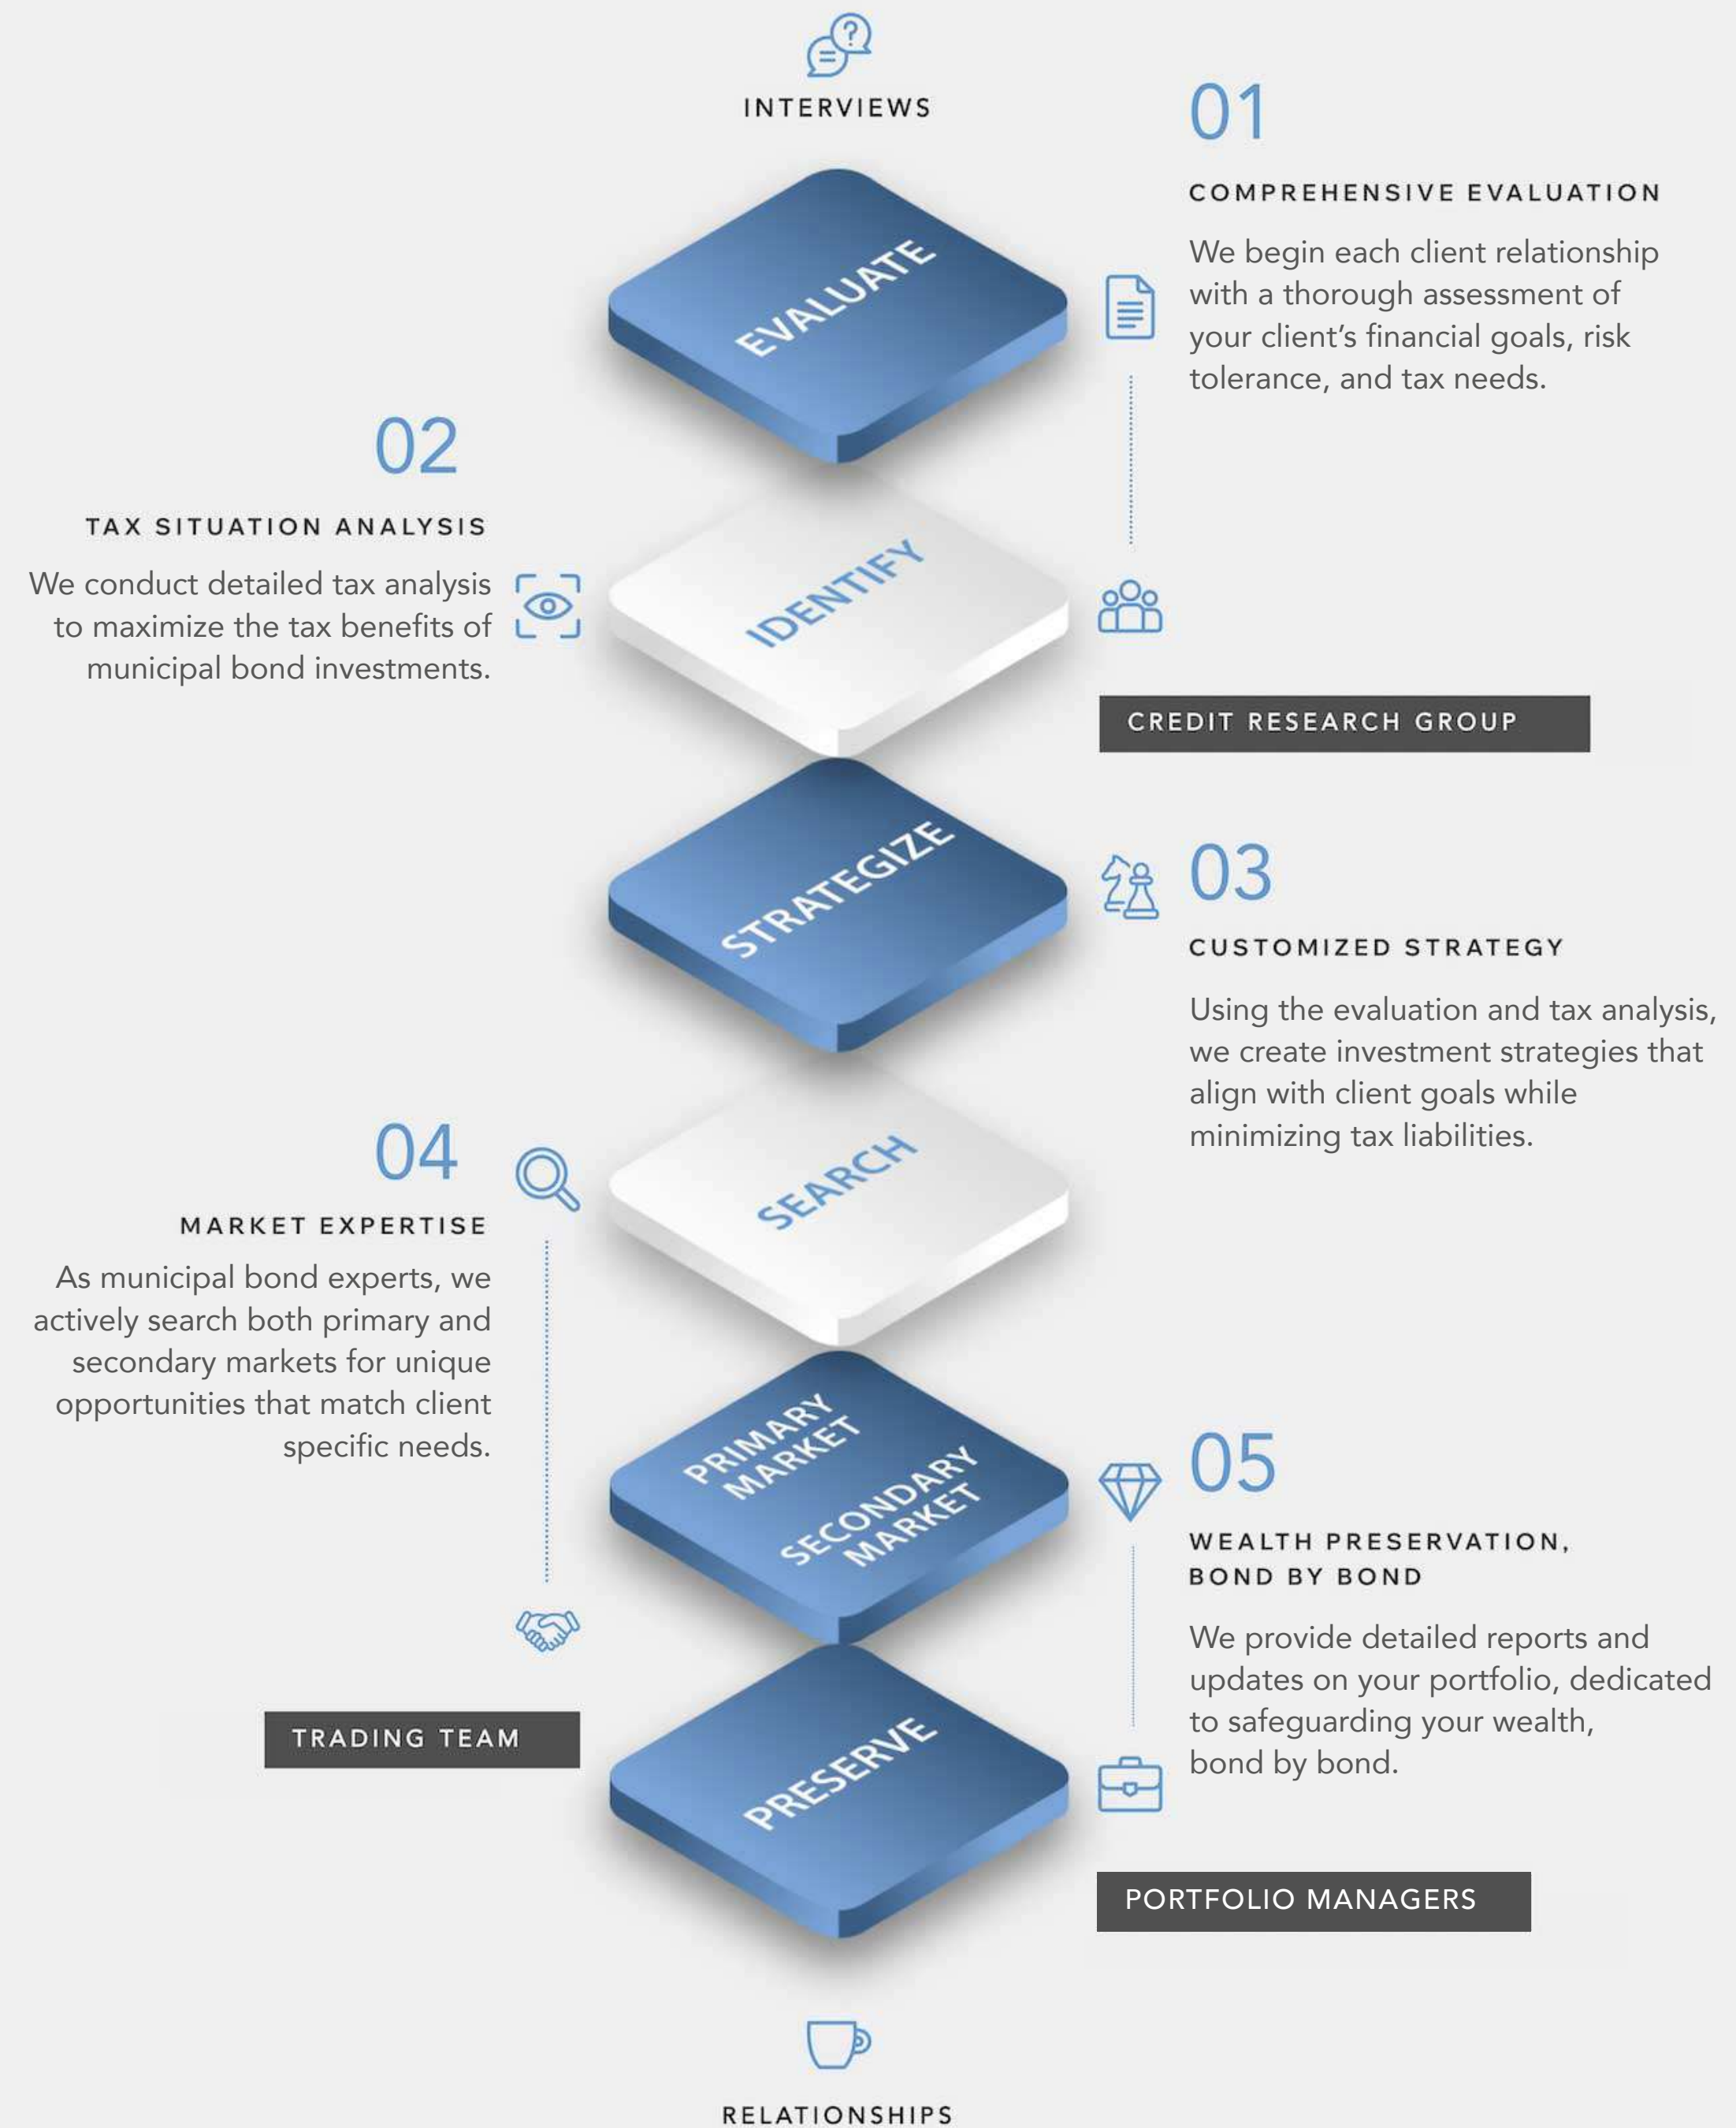 INTERVIEWS
01
COMPREHENSIVE EVALUATION
We begin each client relationship
with a thorough assessment of
your client's financial goals, risk
tolerance, and tax needs.
EVALUATE
02
TAX SITUATION ANALYSIS
We conduct detailed tax analysis
to maximize the tax benefits of
municipal bond investments.
IDENTIFY
CREDIT RESEARCH GROUP
STRATEGIZE
03
CUSTOMIZED STRATEGY
Using the evaluation and tax analysis,
we create investment strategies that
align with client goals while
minimizing tax liabilities.
04
MARKET EXPERTISE
As municipal bond experts, we
actively search both primary and
secondary markets for unique
opportunities that match client
specific needs.
SEARCH
PRIMARY
MARKET
SECONDARY
MARKET
TRADING TEAM
05
WEALTH PRESERVATION,
BOND BY BOND
We provide detailed reports and
updates on your portfolio, dedicated
to safeguarding your wealth,
bond by bond.
PRESERVE
PORTFOLIO MANAGERS
RELATIONSHIPS